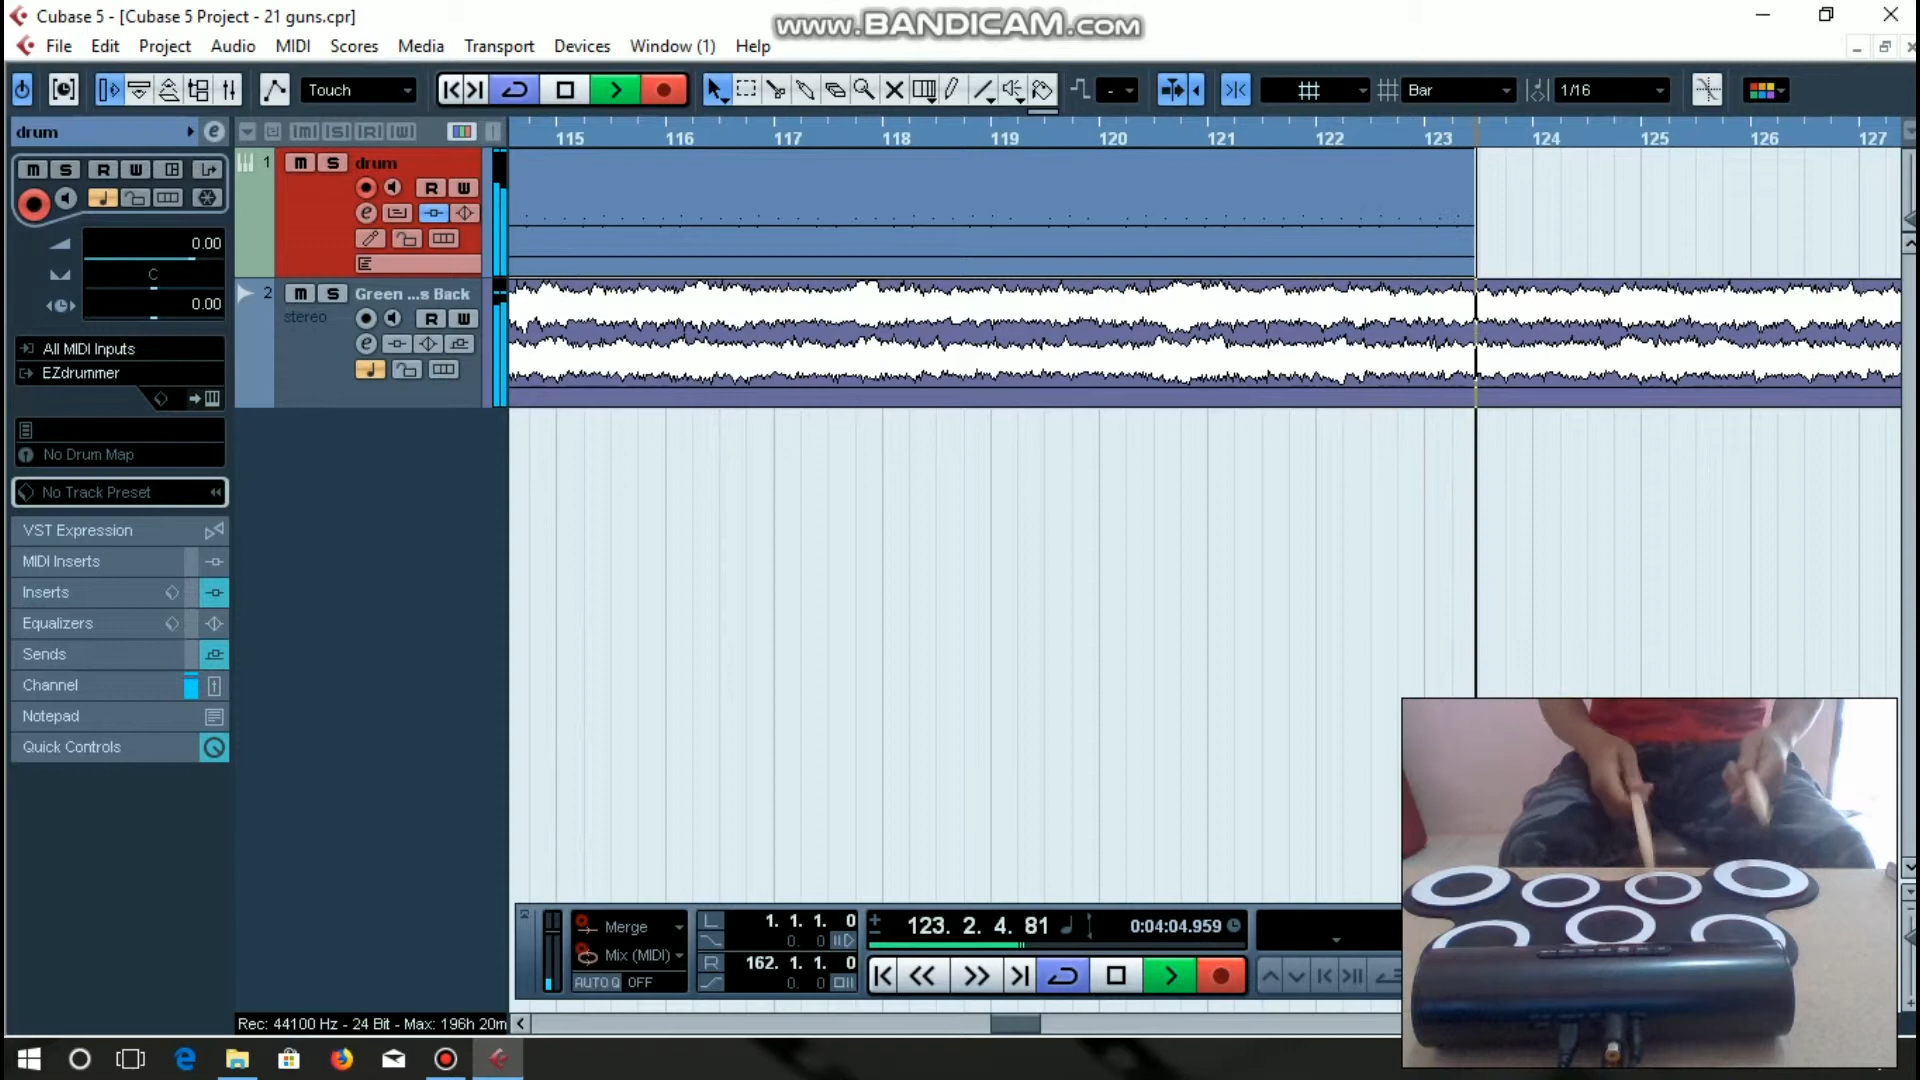 Cubase 5 - [Cubase 5 Project - 21 guns.cpr]
www.BANDICAM.com
File Edit Project Audio MIDI Scores Media Transport Devices Window (1) Help
Touch
-
Bar
1/16
drum
e
M S R W
115 116 117 118 119 120 121 122 123 124 125 126 127
1 m S drum
R W
e
0.00
C
0.00
2 m S Green ...s Back
stereo
R W
e
All MIDI Inputs
EZdrummer
No Drum Map
No Track Preset
VST Expression
MIDI Inserts
Inserts
Equalizers
Sends
Channel
Notepad
Quick Controls
Merge
Mix (MIDI)
AUTO Q OFF
L 1. 1. 1. 0
0. 0
R 162. 1. 1. 0
0. 0
123. 2. 4. 81
0:04:04.959
Rec: 44100 Hz - 24 Bit - Max: 196h 20m